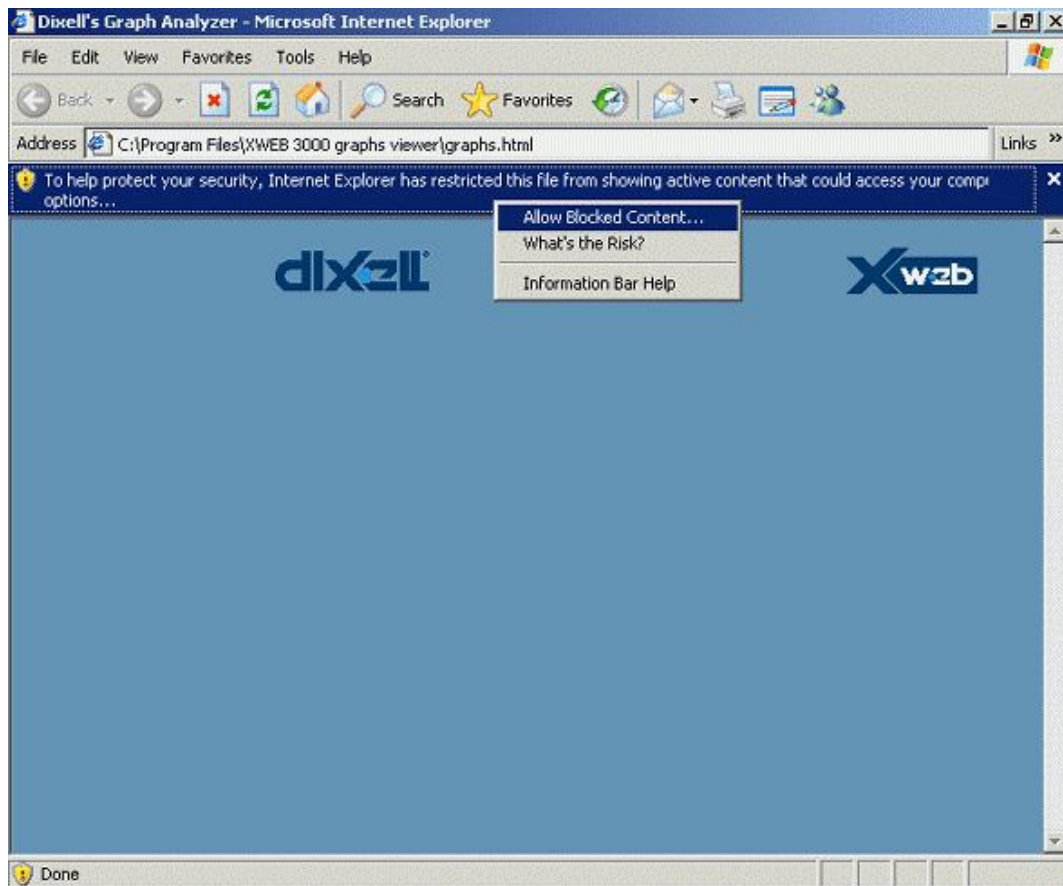 Dixell's Graph Analyzer - Microsoft Internet Explorer
File Edit View Favorites Tools Help
Back Search Favorites
Address C:\Program Files\XWEB 3000 graphs viewer\graphs.html Links »
To help protect your security, Internet Explorer has restricted this file from showing active content that could access your
options...
Allow Blocked Content...
What's the Risk?
Information Bar Help
dixell
Xweb
Done